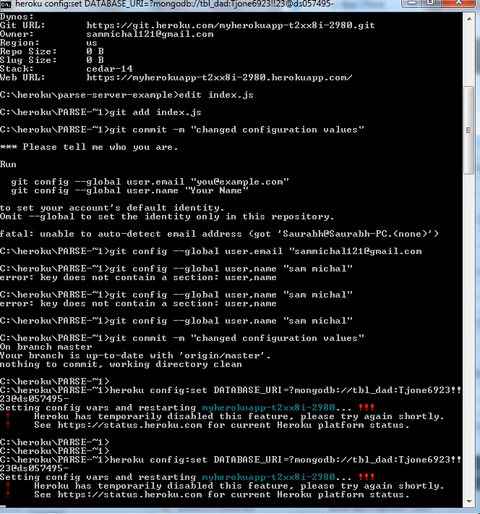 heroku config:set DATABASE_URI=?mongodb://tbl_dad:Tjone6923!!23@ds057495-
Dynos:
Git URL: https://git.heroku.com/myherokuapp-t2xx8i-2980.git
Owner: sammichal121@gmail.com
Region: us
Repo Size: 0 B
Slug Size: 0 B
Stack: cedar-14
Web URL: https://myherokuapp-t2xx8i-2980.herokuapp.com/
C:\heroku\parse-server-example>edit index.js
C:\heroku\PARSE-~1>git add index.js
C:\heroku\PARSE-~1>git commit -m "changed configuration values"
*** Please tell me who you are.
Run
git config --global user.email "you@example.com"
git config --global user.name "Your Name"
to set your account's default identity.
Omit --global to set the identity only in this repository.
fatal: unable to auto-detect email address (got 'Saurabh@Saurabh-PC.(none)')
C:\heroku\PARSE-~1>git config --global user.email "sammichal121@gmail.com
C:\heroku\PARSE-~1>git config --global user,name "sam michal"
error: key does not contain a section: user,name
C:\heroku\PARSE-~1>git config --global user,name "sam michal"
error: key does not contain a section: user,name
C:\heroku\PARSE-~1>git config --global user.name "sam michal"
C:\heroku\PARSE-~1>git commit -m "changed configuration values"
On branch master
Your branch is up-to-date with 'origin/master'.
nothing to commit, working directory clean
C:\heroku\PARSE-~1>
C:\heroku\PARSE-~1>heroku config:set DATABASE_URI=?mongodb://tbl_dad:Tjone6923!!
23@ds057495-
Setting config vars and restarting myherokuapp-t2xx8i-2980... !!!
! Heroku has temporarily disabled this feature, please try again shortly.
! See https://status.heroku.com for current Heroku platform status.
C:\heroku\PARSE-~1>
C:\heroku\PARSE-~1>
C:\heroku\PARSE-~1>heroku config:set DATABASE_URI=?mongodb://tbl_dad:Tjone6923!!
23@ds057495-
Setting config vars and restarting myherokuapp-t2xx8i-2980... !!!
! Heroku has temporarily disabled this feature, please try again shortly.
! See https://status.heroku.com for current Heroku platform status.